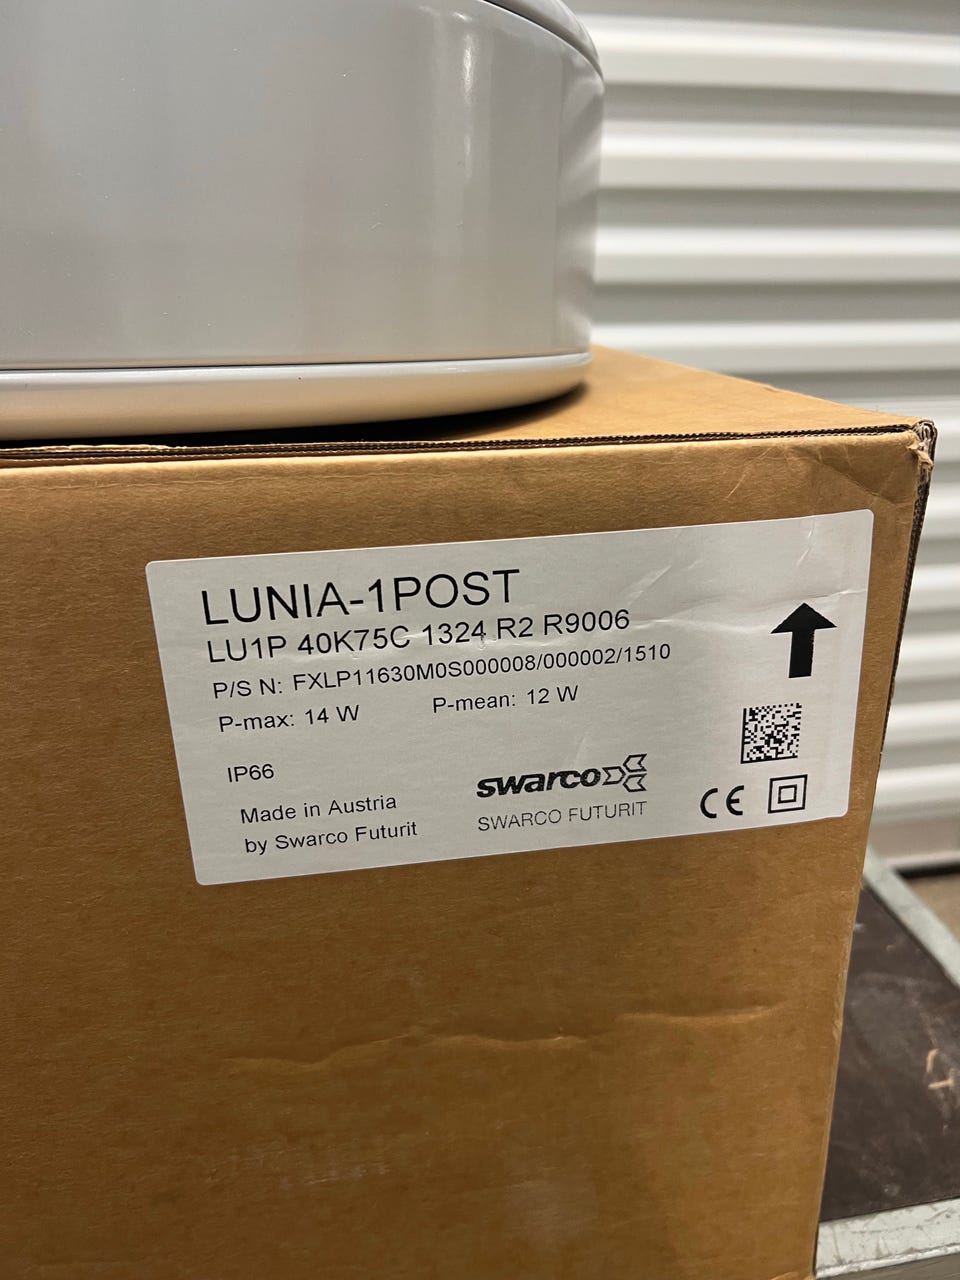 LUNIA-1POST
LU1P 40K75C 1324 R2 R9006
P/S N: FXLP11630M0S000008/000002/1510
P-max: 14 W P-mean: 12 W
IP66
Made in Austria
by Swarco Futurit
swarco
SWARCO FUTURIT
CE